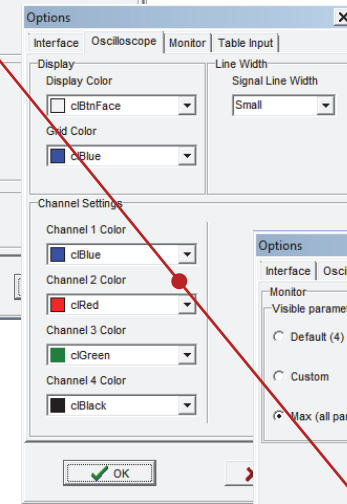 Options
Interface Oscilloscope Monitor Table Input
Display
Display Color
clBtnFace
Grid Color
clBlue
Line Width
Signal Line Width
Small
Channel Settings
Channel 1 Color
clBlue
Channel 2 Color
clRed
Channel 3 Color
clGreen
Channel 4 Color
clBlack
OK
Options
Interface
Monitor
Default (4)
Custom
Max (all